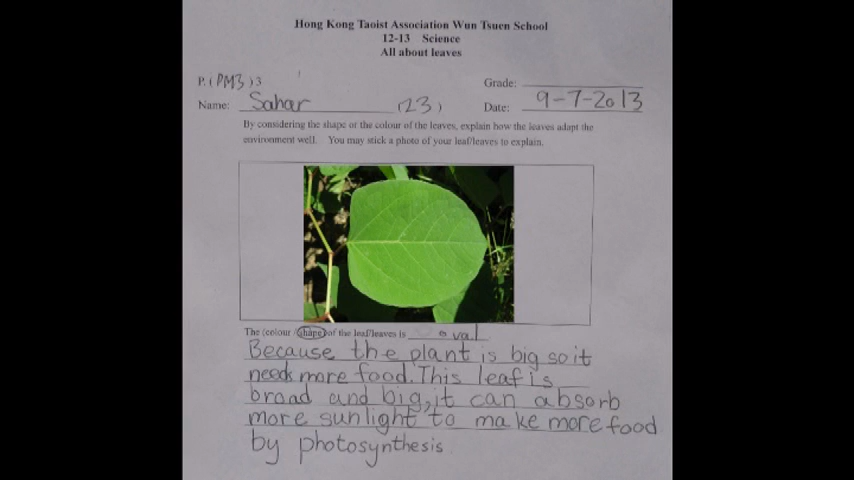 Hong Kong Taoist Association Wun Tsuen School
12-13 Science
All about leaves
P. (PM3) 3
Grade:
Name: Sahar (23)
Date: 9-7-2013
By considering the shape or the colour of the leaves, explain how the leaves adapt the
environment well. You may stick a photo of your leaf/leaves to explain.
The (colour / shape) of the leaf/leaves is oval
Because the plant is big so it
needs more food. This leaf is
broad and big, it can absorb
more sunlight to make more food
by photosynthesis